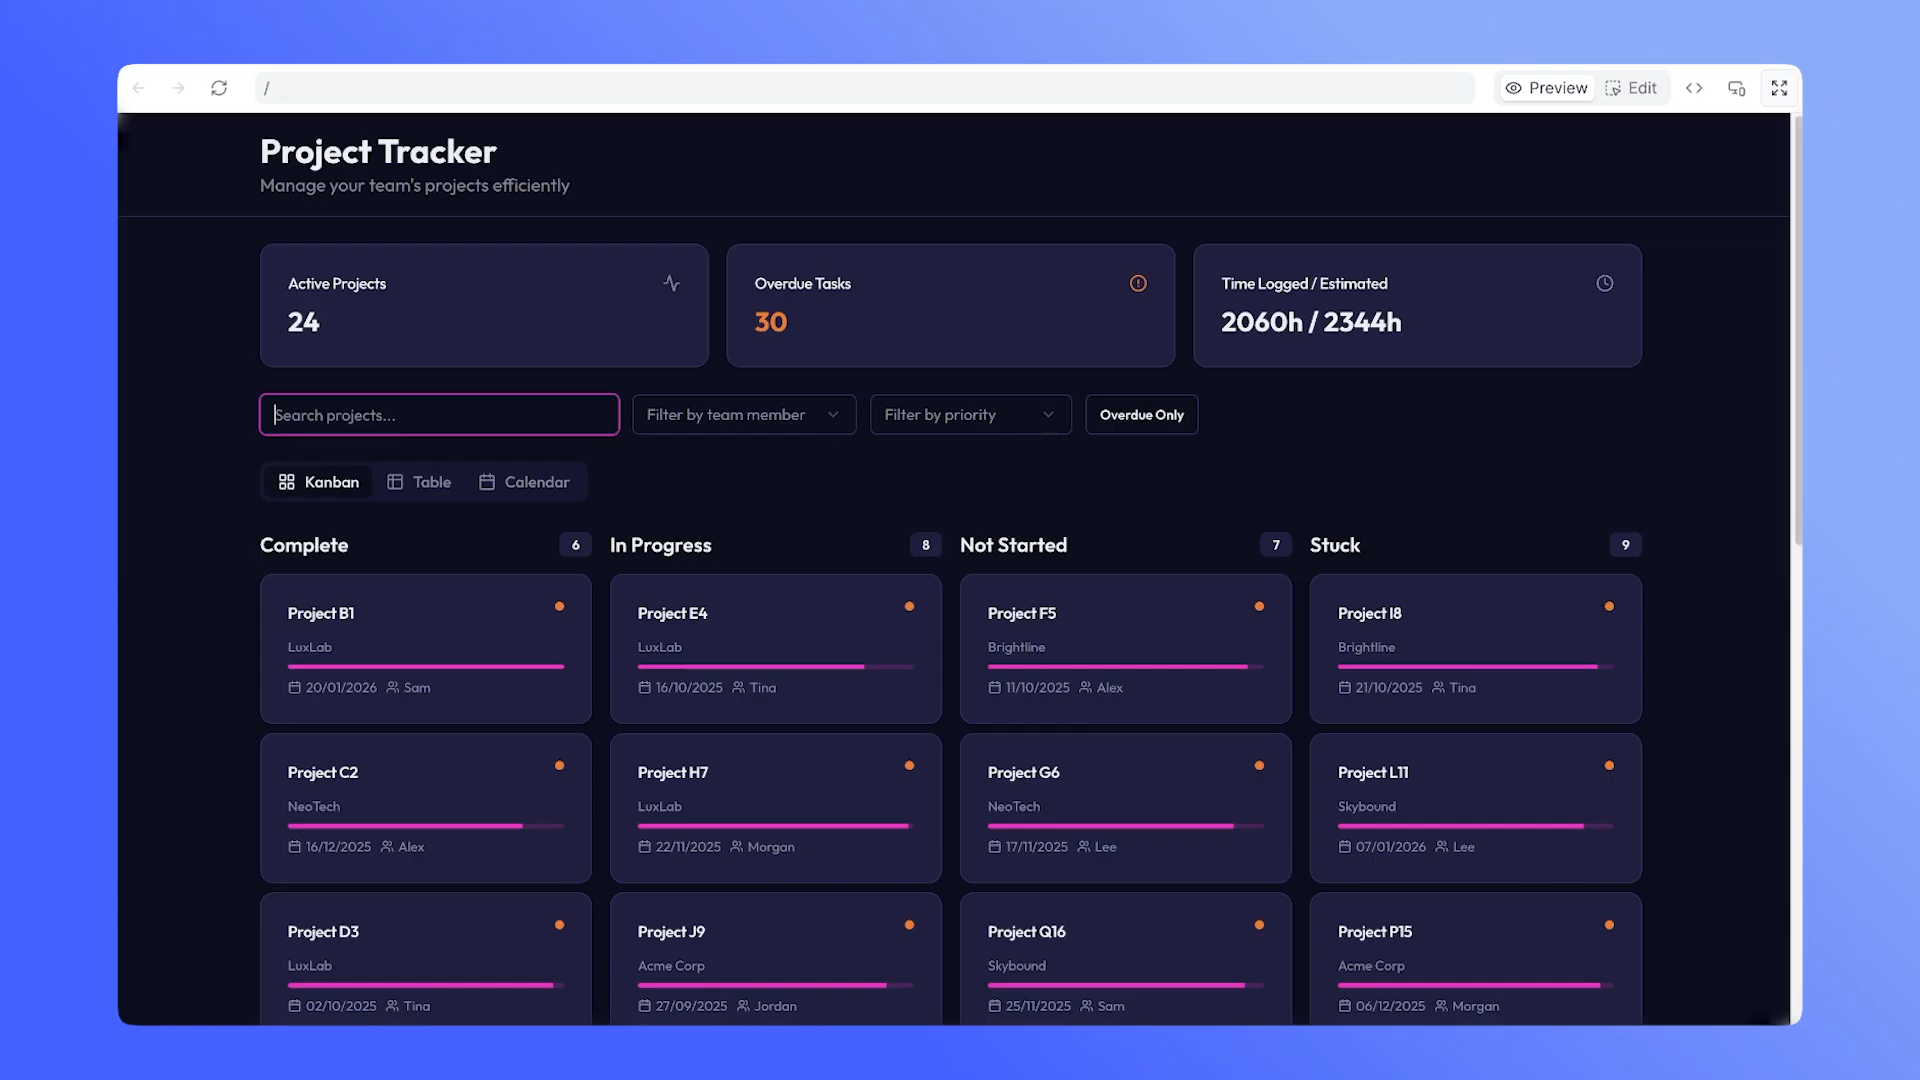 /
Preview
Edit
Project Tracker
Manage your team's projects efficiently
Active Projects
24
Overdue Tasks
30
Time Logged / Estimated
2060h / 2344h
Search projects...
Filter by team member
Filter by priority
Overdue Only
Kanban
Table
Calendar
Complete 6
Project B1
LuxLab
20/01/2026 Sam
Project C2
NeoTech
16/12/2025 Alex
Project D3
LuxLab
02/10/2025 Tina
In Progress 8
Project E4
LuxLab
16/10/2025 Tina
Project H7
LuxLab
22/11/2025 Morgan
Project J9
Acme Corp
27/09/2025 Jordan
Not Started 7
Project F5
Brightline
11/10/2025 Alex
Project G6
NeoTech
17/11/2025 Lee
Project Q16
Skybound
25/11/2025 Sam
Stuck 9
Project I8
Brightline
21/10/2025 Tina
Project L11
Skybound
07/01/2026 Lee
Project P15
Acme Corp
06/12/2025 Morgan